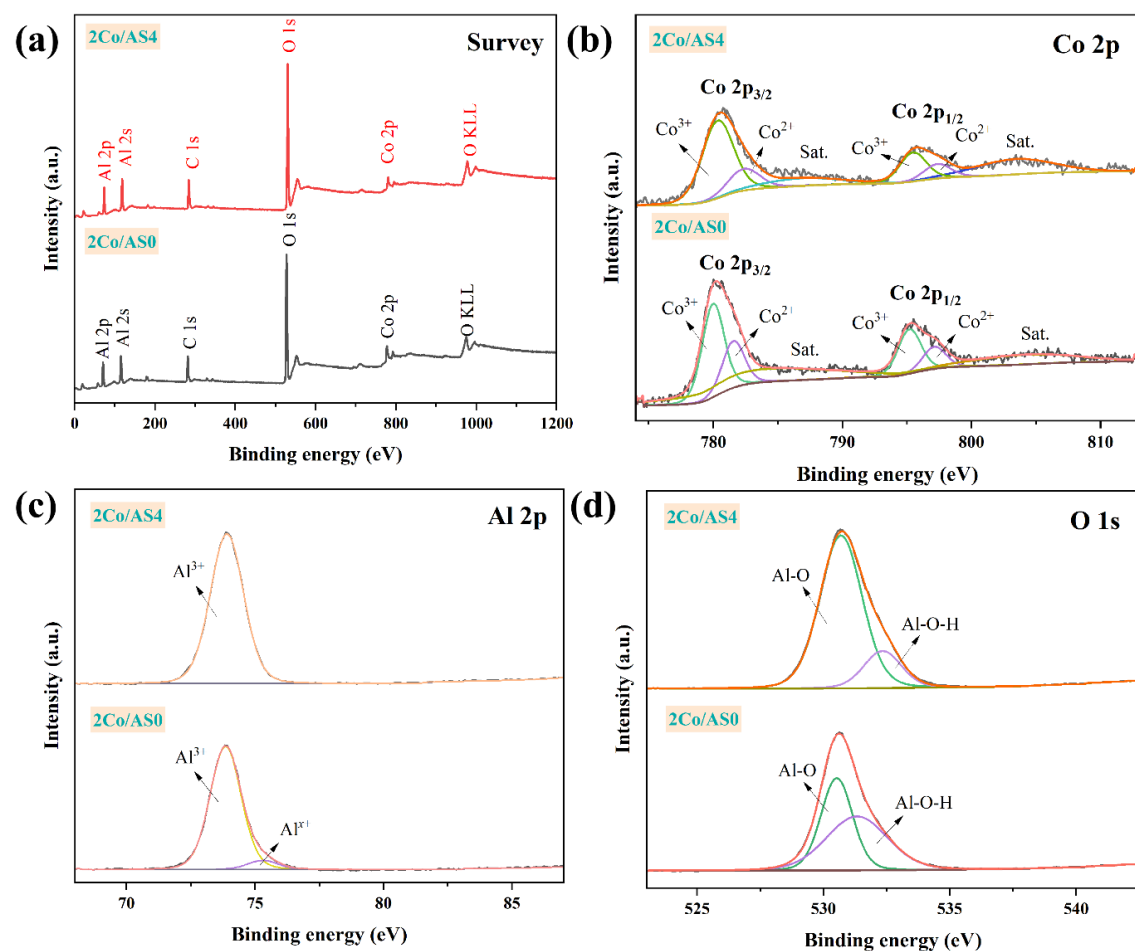 (a)
2Co/AS4
Survey
O 1s
Al 2p
Al 2s
C 1s
Co 2p
O KLL
2Co/AS0
O 1s
Al 2p
Al 2s
C 1s
Co 2p
O KLL
Intensity (a.u.)
0 200 400 600 800 1000 1200
Binding energy (eV)
(b)
2Co/AS4
Co 2p
Co 2p3/2
Co3+
Co2+
Sat.
Co 2p1/2
Co3+
Co2+
Sat.
2Co/AS0
Co 2p3/2
Co3+
Co2+
Sat.
Co 2p1/2
Co3+
Co2+
Sat.
Intensity (a.u.)
Intensity (a.u.)
780 790 800 810
Binding energy (eV)
(c)
2Co/AS4
Al 2p
Al3+
2Co/AS0
Al3+
Alx+
Intensity (a.u.)
Intensity (a.u.)
70 75 80 85
Binding energy (eV)
(d)
2Co/AS4
O 1s
Al-O
Al-O-H
2Co/AS0
Al-O
Al-O-H
Intensity (a.u.)
Intensity (a.u.)
525 530 535 540
Binding energy (eV)